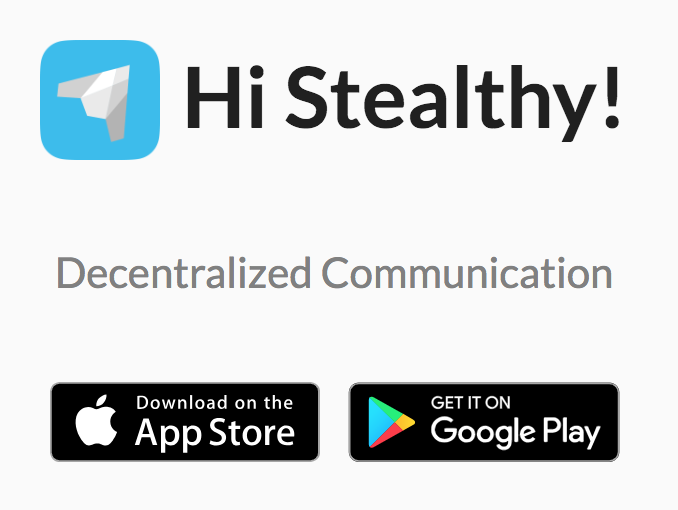 Hi Stealthy!
Decentralized Communication
Download on the
App Store
GET IT ON
Google Play